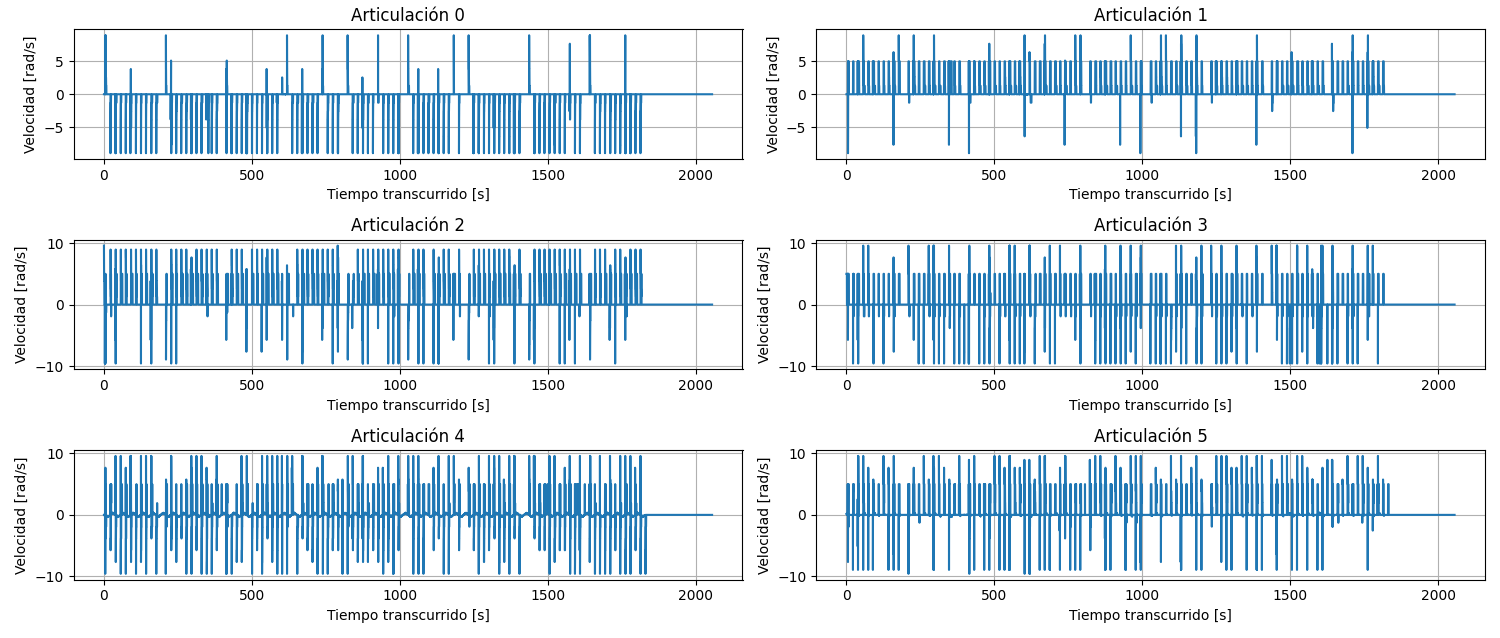 Articulación 0
Velocidad [rad/s]
5
0
−5
0 500 1000 1500 2000
Tiempo transcurrido [s]
Articulación 1
Velocidad [rad/s]
5
0
−5
0 500 1000 1500 2000
Tiempo transcurrido [s]
Articulación 2
Velocidad [rad/s]
10
0
−10
0 500 1000 1500 2000
Tiempo transcurrido [s]
Articulación 3
Velocidad [rad/s]
10
0
−10
0 500 1000 1500 2000
Tiempo transcurrido [s]
Articulación 4
Velocidad [rad/s]
10
0
−10
0 500 1000 1500 2000
Tiempo transcurrido [s]
Articulación 5
Velocidad [rad/s]
10
0
−10
0 500 1000 1500 2000
Tiempo transcurrido [s]